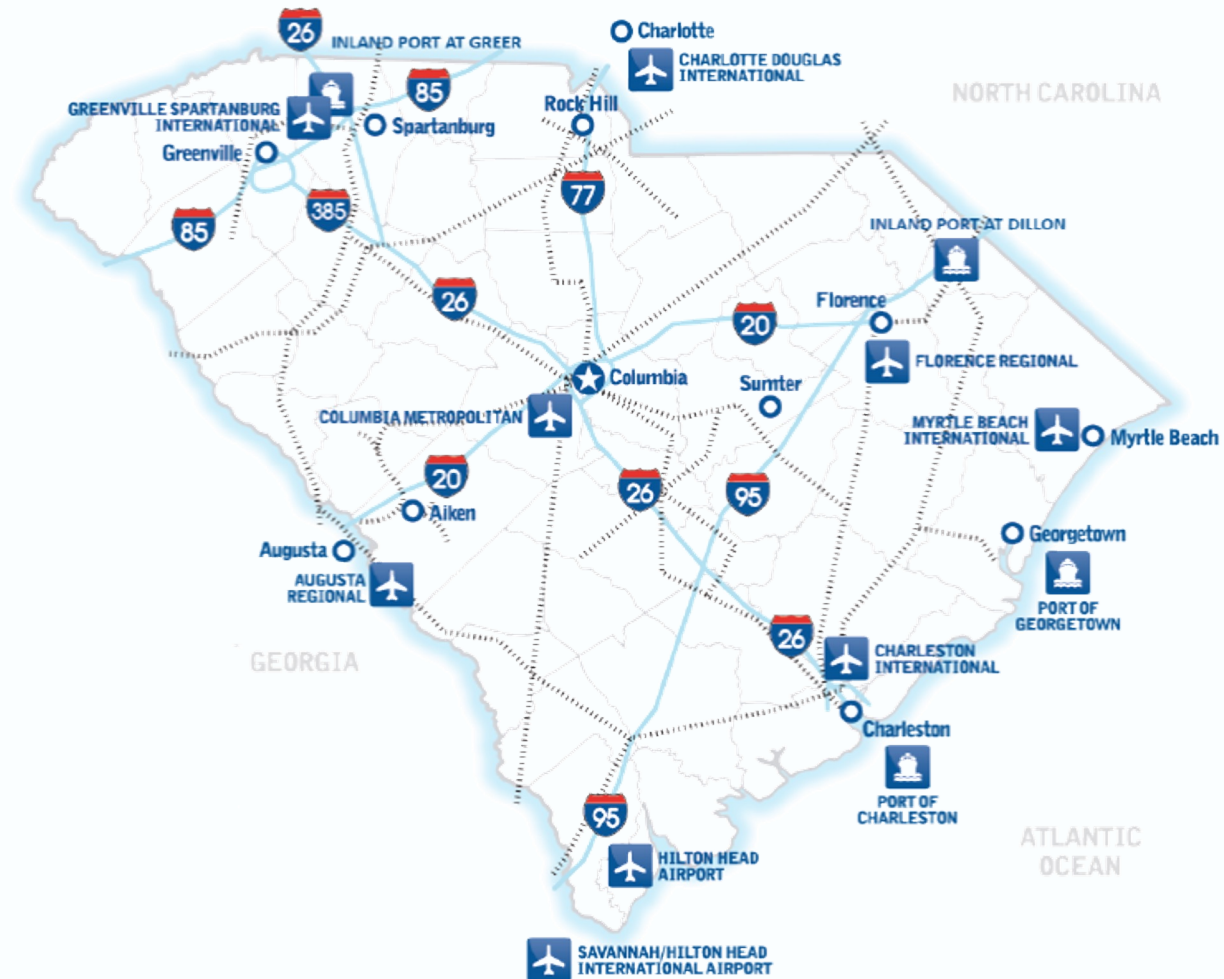 26
INLAND PORT AT GREER
Charlotte
CHARLOTTE DOUGLAS
INTERNATIONAL
85
NORTH CAROLINA
GREENVILLE SPARTANBURG
INTERNATIONAL
Rock Hill
Spartanburg
Greenville
77
385
85
INLAND PORT AT DILLON
26
Florence
20
FLORENCE REGIONAL
Columbia
Sumter
COLUMBIA METROPOLITAN
MYRTLE BEACH
INTERNATIONAL
Myrtle Beach
20
26
95
Aiken
Augusta
Georgetown
AUGUSTA
REGIONAL
PORT OF
GEORGETOWN
26
GEORGIA
CHARLESTON
INTERNATIONAL
Charleston
PORT OF
CHARLESTON
95
ATLANTIC
OCEAN
HILTON HEAD
AIRPORT
SAVANNAH/HILTON HEAD
INTERNATIONAL AIRPORT